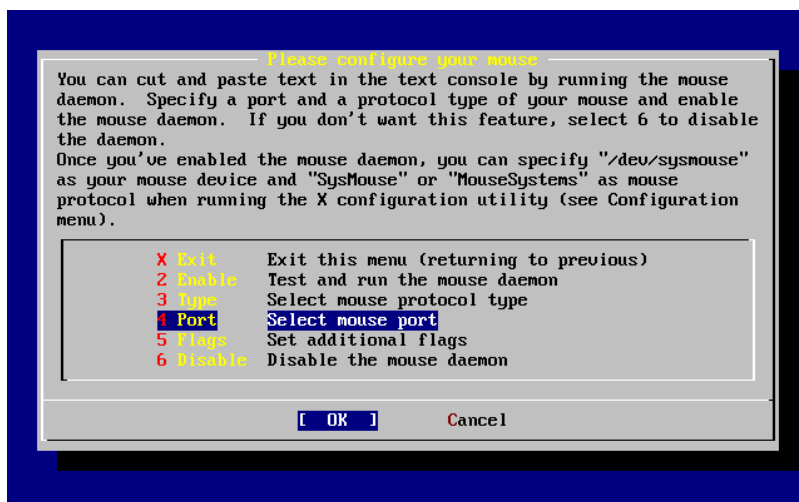 Please configure your mouse
You can cut and paste text in the text console by running the mouse
daemon.  Specify a port and a protocol type of your mouse and enable
the mouse daemon.  If you don't want this feature, select 6 to disable
the daemon.
Once you've enabled the mouse daemon, you can specify "/dev/sysmouse"
as your mouse device and "SysMouse" or "MouseSystems" as mouse
protocol when running the X configuration utility (see Configuration
menu).
X Exit     Exit this menu (returning to previous)
2 Enable   Test and run the mouse daemon
3 Type     Select mouse protocol type
4 Port     Select mouse port
5 Flags    Set additional flags
6 Disable  Disable the mouse daemon
[  OK  ]       Cancel